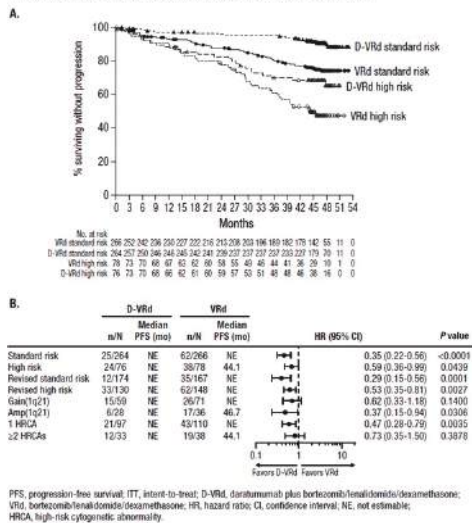 A.
% surviving without progression
100
80
60
40
20
0
D-VRd standard risk
VRd standard risk
D-VRd high risk
VRd high risk
0 3 6 9 12 15 18 21 24 27 30 33 36 39 42 45 48 51 54
Months
No. at risk
VRd standard risk 266 252 242 236 230 227 222 216 213 208 203 196 189 182 178 142 55 11 0
D-VRd standard risk 264 257 250 246 246 245 242 241 239 237 237 237 237 233 227 179 70 11 0
VRd high risk 78 73 70 68 67 63 62 60 58 55 49 46 44 41 36 29 10 1 0
D-VRd high risk 76 73 70 68 66 62 61 60 59 57 53 51 48 48 46 38 16 0 0
B.
D-VRd VRd
n/N Median PFS (mo) n/N Median PFS (mo) HR (95% CI) P value
Standard risk 25/264 NE 62/266 NE 0.35 (0.22-0.56) <0.0001
High risk 24/76 NE 38/78 44.1 0.59 (0.36-0.99) 0.0439
Revised standard risk 12/174 NE 35/167 NE 0.29 (0.15-0.56) 0.0001
Revised high risk 33/130 NE 62/148 NE 0.53 (0.35-0.81) 0.0027
Gain(1q21) 15/59 NE 26/71 NE 0.62 (0.33-1.18) 0.1400
Amp(1q21) 6/28 NE 17/36 46.7 0.37 (0.15-0.94) 0.0306
1 HRCA 21/97 NE 43/110 NE 0.47 (0.28-0.79) 0.0035
≥2 HRCAs 12/33 NE 19/38 44.1 0.73 (0.35-1.50) 0.3878
0.1 1 10
Favors D-VRd Favors VRd
PFS, progression-free survival; ITT, intent-to-treat; D-VRd, daratumumab plus bortezomib/lenalidomide/dexamethasone;
VRd, bortezomib/lenalidomide/dexamethasone; HR, hazard ratio; CI, confidence interval; NE, not estimable;
HRCA, high-risk cytogenetic abnormality.